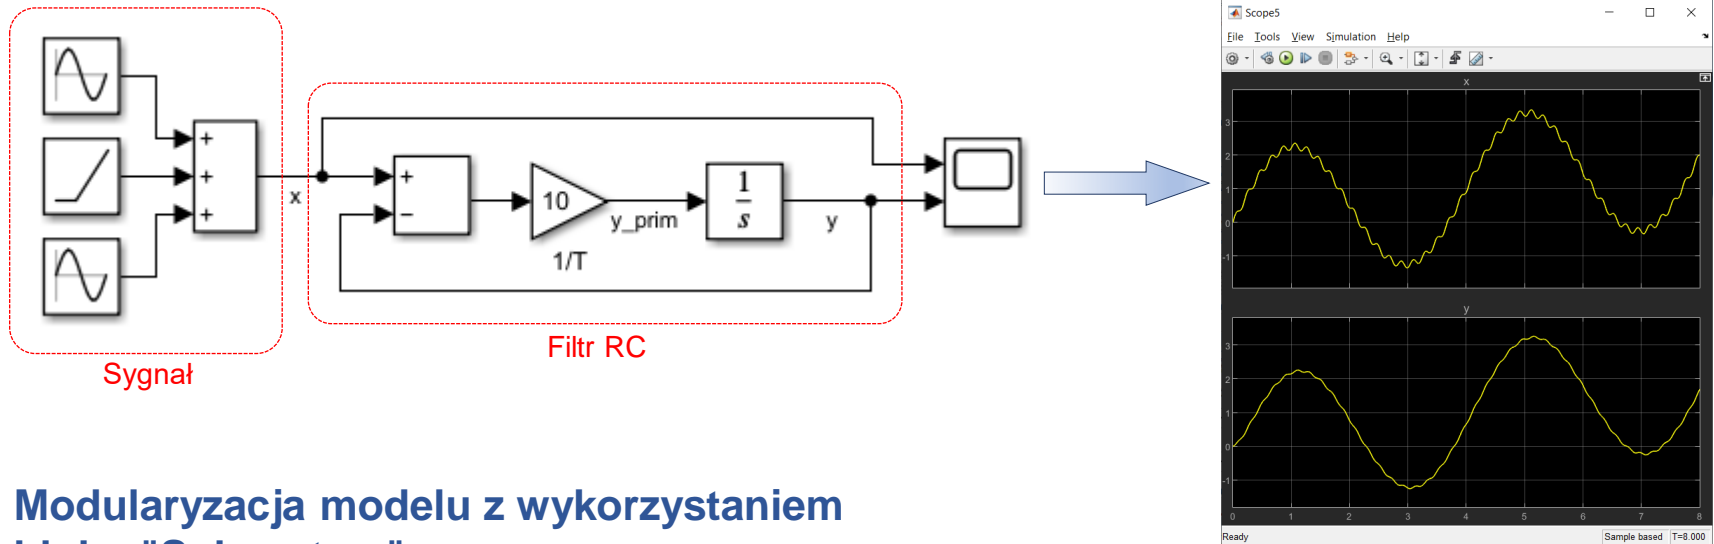 +
+
+
x
Sygnał
+
−
10
1/T
y_prim
1
s
y
Filtr RC
Modularyzacja modelu z wykorzystaniem
Scope5
File Tools View Simulation Help
x
3
2
1
0
-1
y
3
2
1
0
-1
0 1 2 3 4 5 6 7 8
Ready Sample based T=8.000